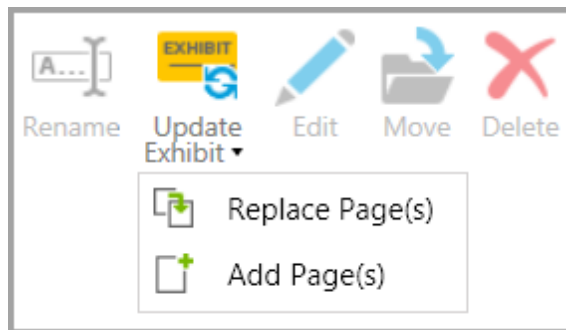 A...
EXHIBIT
Rename
Update
Exhibit
Edit
Move
Delete
Replace Page(s)
Add Page(s)